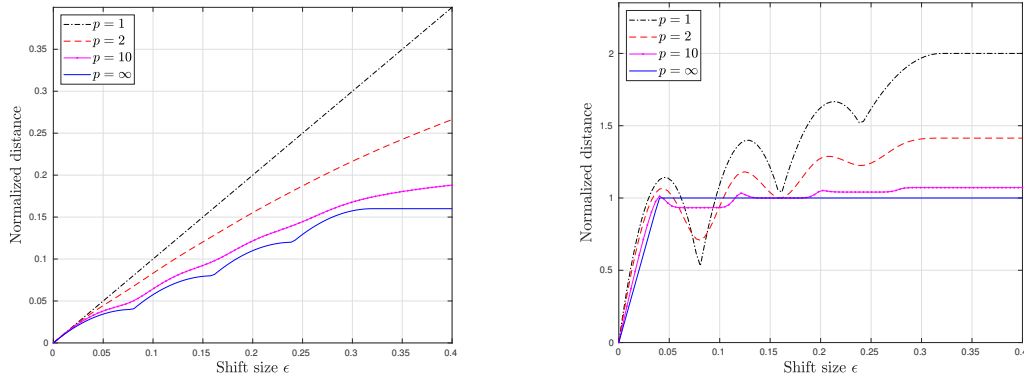 p = 1
p = 2
p = 10
p = ∞
0.35
0.3
0.25
0.2
0.15
0.1
0.05
0
0 0.05 0.1 0.15 0.2 0.25 0.3 0.35 0.4
Normalized distance
Shift size ϵ
p = 1
p = 2
p = 10
p = ∞
2
1.5
1
0.5
0
0 0.05 0.1 0.15 0.2 0.25 0.3 0.35 0.4
Normalized distance
Shift size ϵ